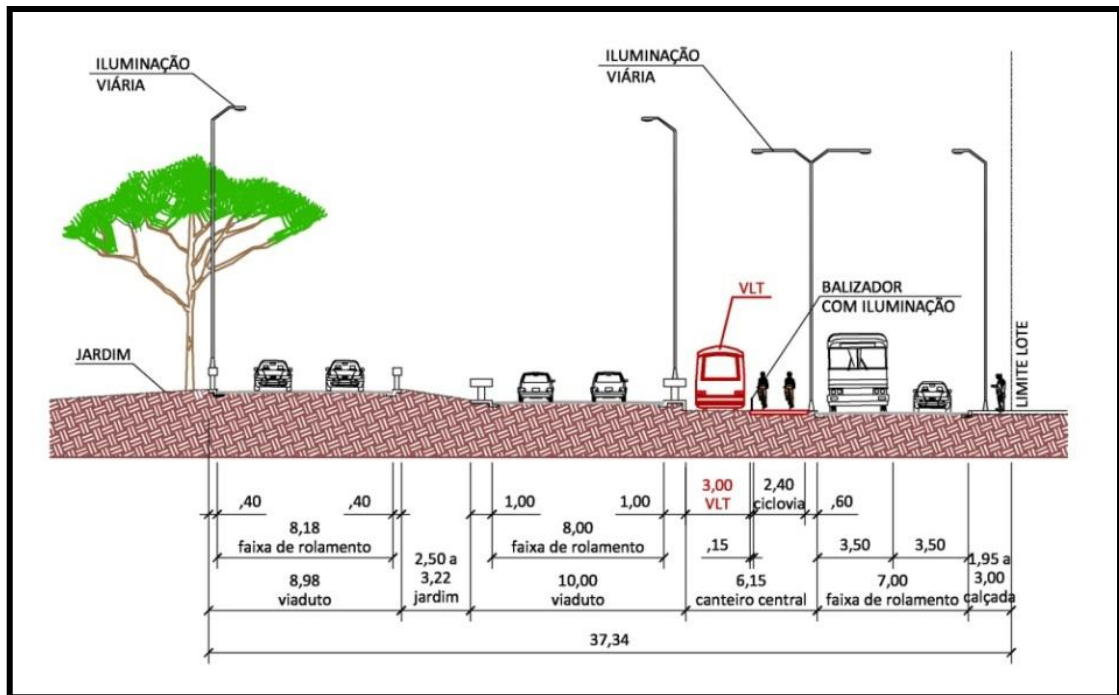 ILUMINAÇÃO
VIÁRIA
ILUMINAÇÃO
VIÁRIA
VLT
BALIZADOR
COM ILUMINAÇÃO
JARDIM
LIMITE LOTE
,40
,40
8,18
faixa de rolamento
8,98
viaduto
2,50 a
3,22
jardim
1,00
1,00
8,00
faixa de rolamento
10,00
viaduto
3,00
VLT
2,40
ciclovia
,60
,15
6,15
canteiro central
3,50
3,50
7,00
faixa de rolamento
1,95 a
3,00
calçada
37,34